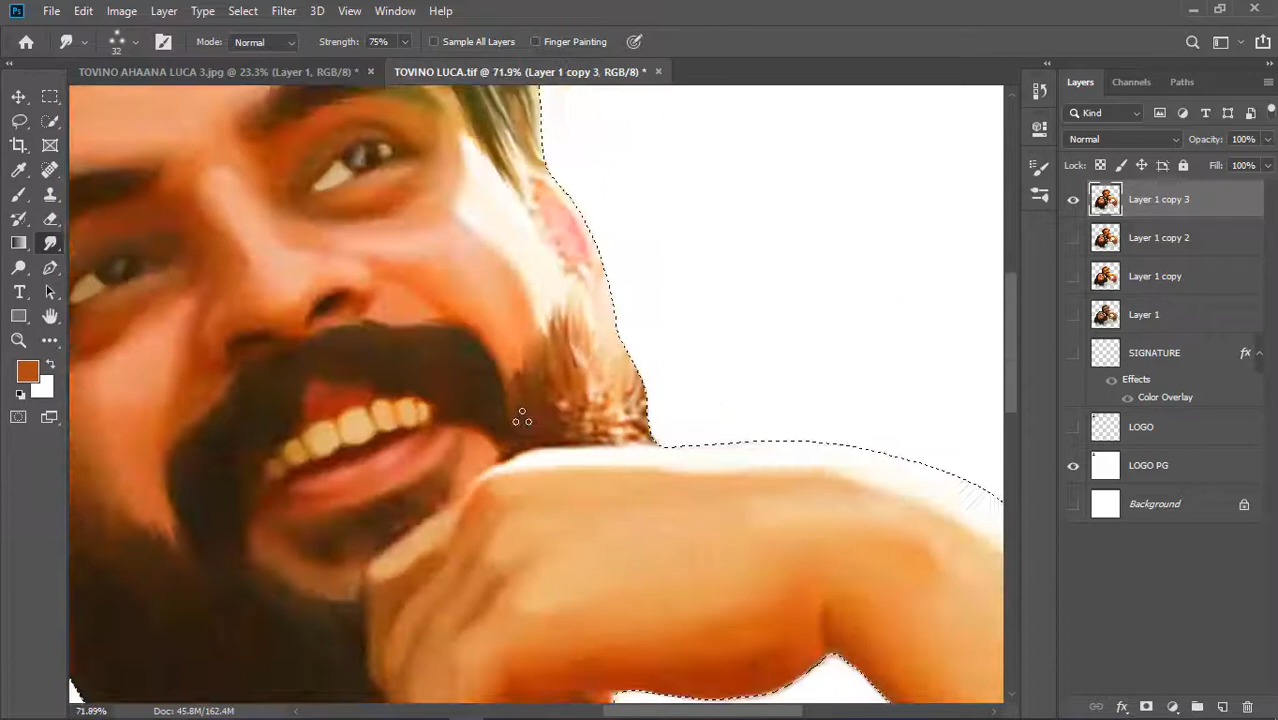 Ps File Edit Image Layer Type Select Filter 3D View Window Help
32 Mode: Normal Strength: 75% Sample All Layers Finger Painting
TOVINO AHAANA LUCA 3.jpg @ 23.3% (Layer 1, RGB/8) * × TOVINO LUCA.tif @ 71.9% (Layer 1 copy 3, RGB/8) * ×
Layers Channels Paths
Kind
Normal Opacity: 100%
Lock: Fill: 100%
Layer 1 copy 3
Layer 1 copy 2
Layer 1 copy
Layer 1
SIGNATURE fx
Effects
Color Overlay
LOGO
LOGO PG
Background
71.89% Doc: 45.8M/162.4M
fx